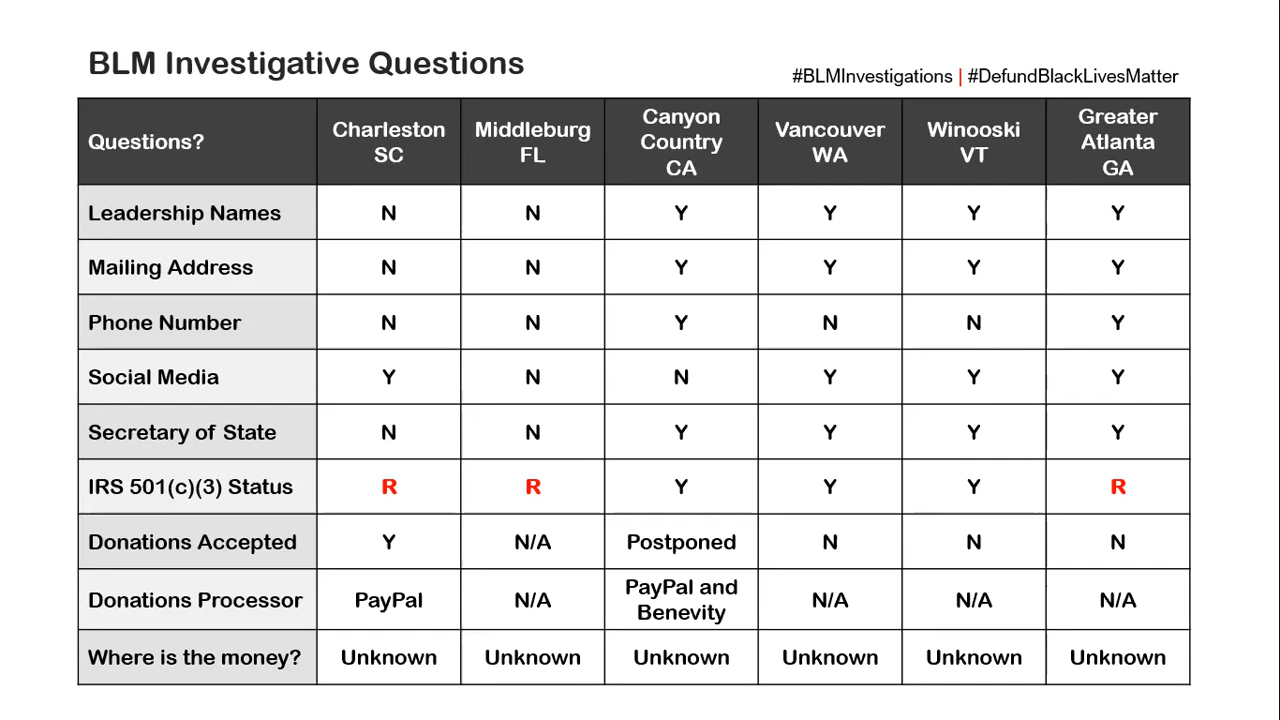 BLM Investigative Questions
#BLMInvestigations | #DefundBlackLivesMatter
Questions? Charleston SC Middleburg FL Canyon Country CA Vancouver WA Winooski VT Greater Atlanta GA
Leadership Names N N Y Y Y Y
Mailing Address N N Y Y Y Y
Phone Number N N Y N N Y
Social Media Y N N Y Y Y
Secretary of State N N Y Y Y Y
IRS 501(c)(3) Status R R Y Y Y R
Donations Accepted Y N/A Postponed N N N
Donations Processor PayPal N/A PayPal and Benevity N/A N/A N/A
Where is the money? Unknown Unknown Unknown Unknown Unknown Unknown